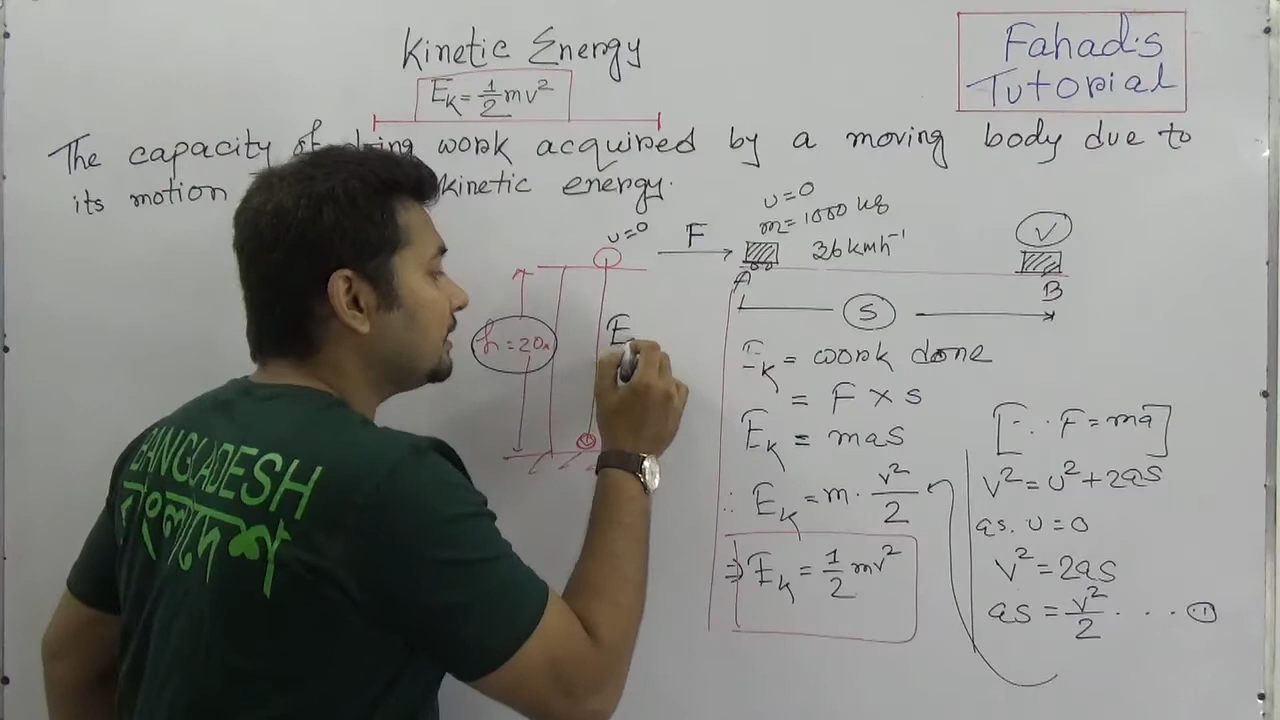 Kinetic Energy
Ek = 1/2 mv²
Fahad's
Tutorial
The capacity of doing work acquired by a moving body due to
its motion kinetic energy.
u=0
h = 20m
E
F
u=0
m=1000 kg
36 kmh⁻¹
A
V
B
S
Ek = work done
= F × s
Ek = mas
∴ Ek = m · v²/2
⇒ Ek = 1/2 mv²
[∵ F = ma]
v² = u² + 2as
as. u = 0
v² = 2as
as = v²/2 . . . . ①
BANGLADESH
বাংলাদেশ